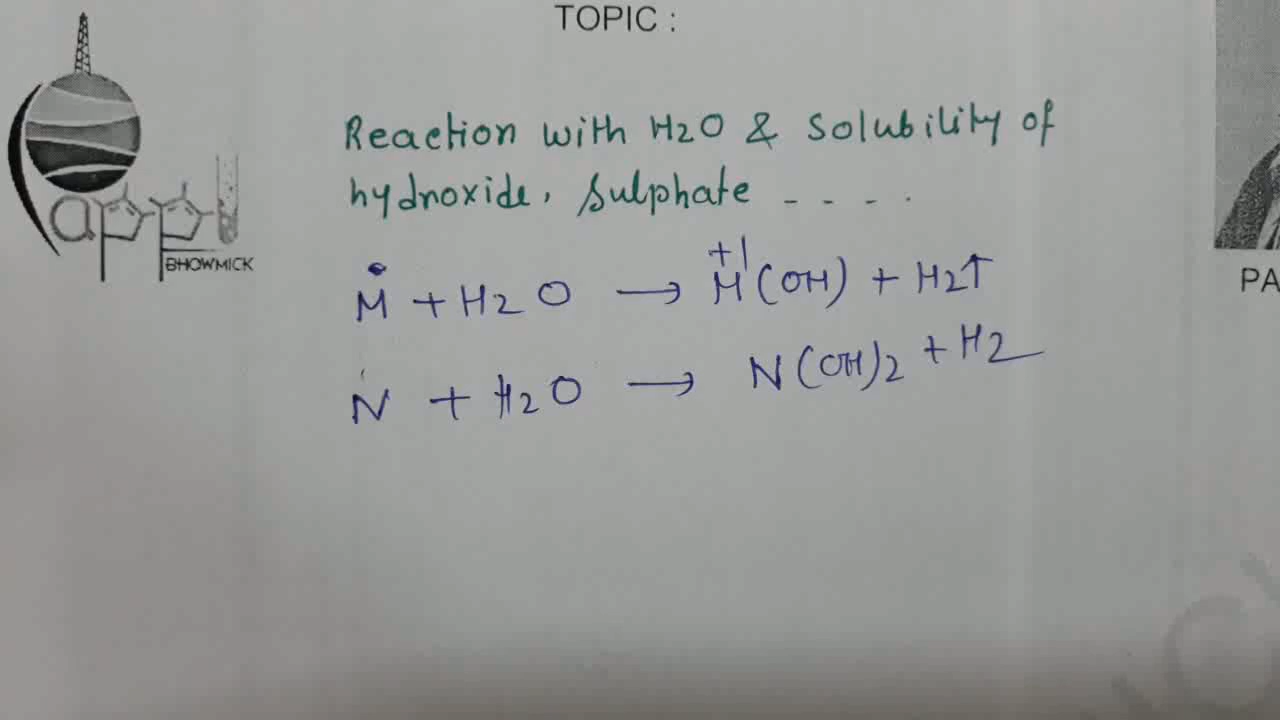 TOPIC :
Reaction with H2O & Solubility of
hydroxide, Sulphate - - - .
BHOWMICK
PA
+1
M + H2O → M(OH) + H2↑
N + H2O → N(OH)2 + H2